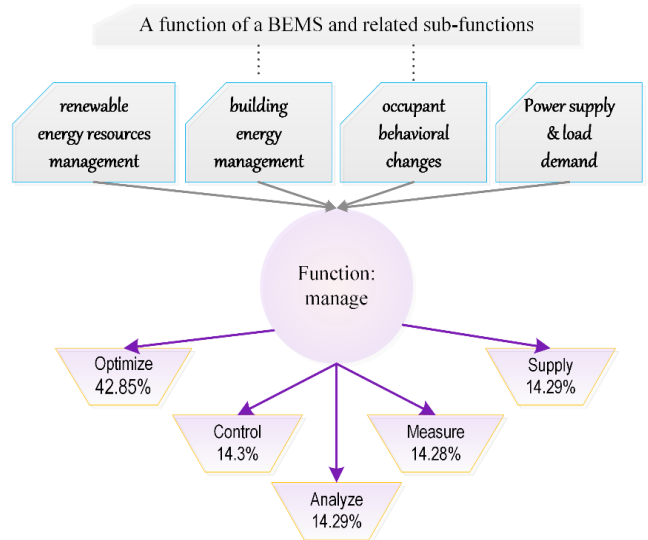 A function of a BEMS and related sub-functions
renewable
energy resources
management
building
energy
management
occupant
behavioral
changes
Power supply
& load
demand
Function:
manage
Optimize
42.85%
Supply
14.29%
Control
14.3%
Measure
14.28%
Analyze
14.29%